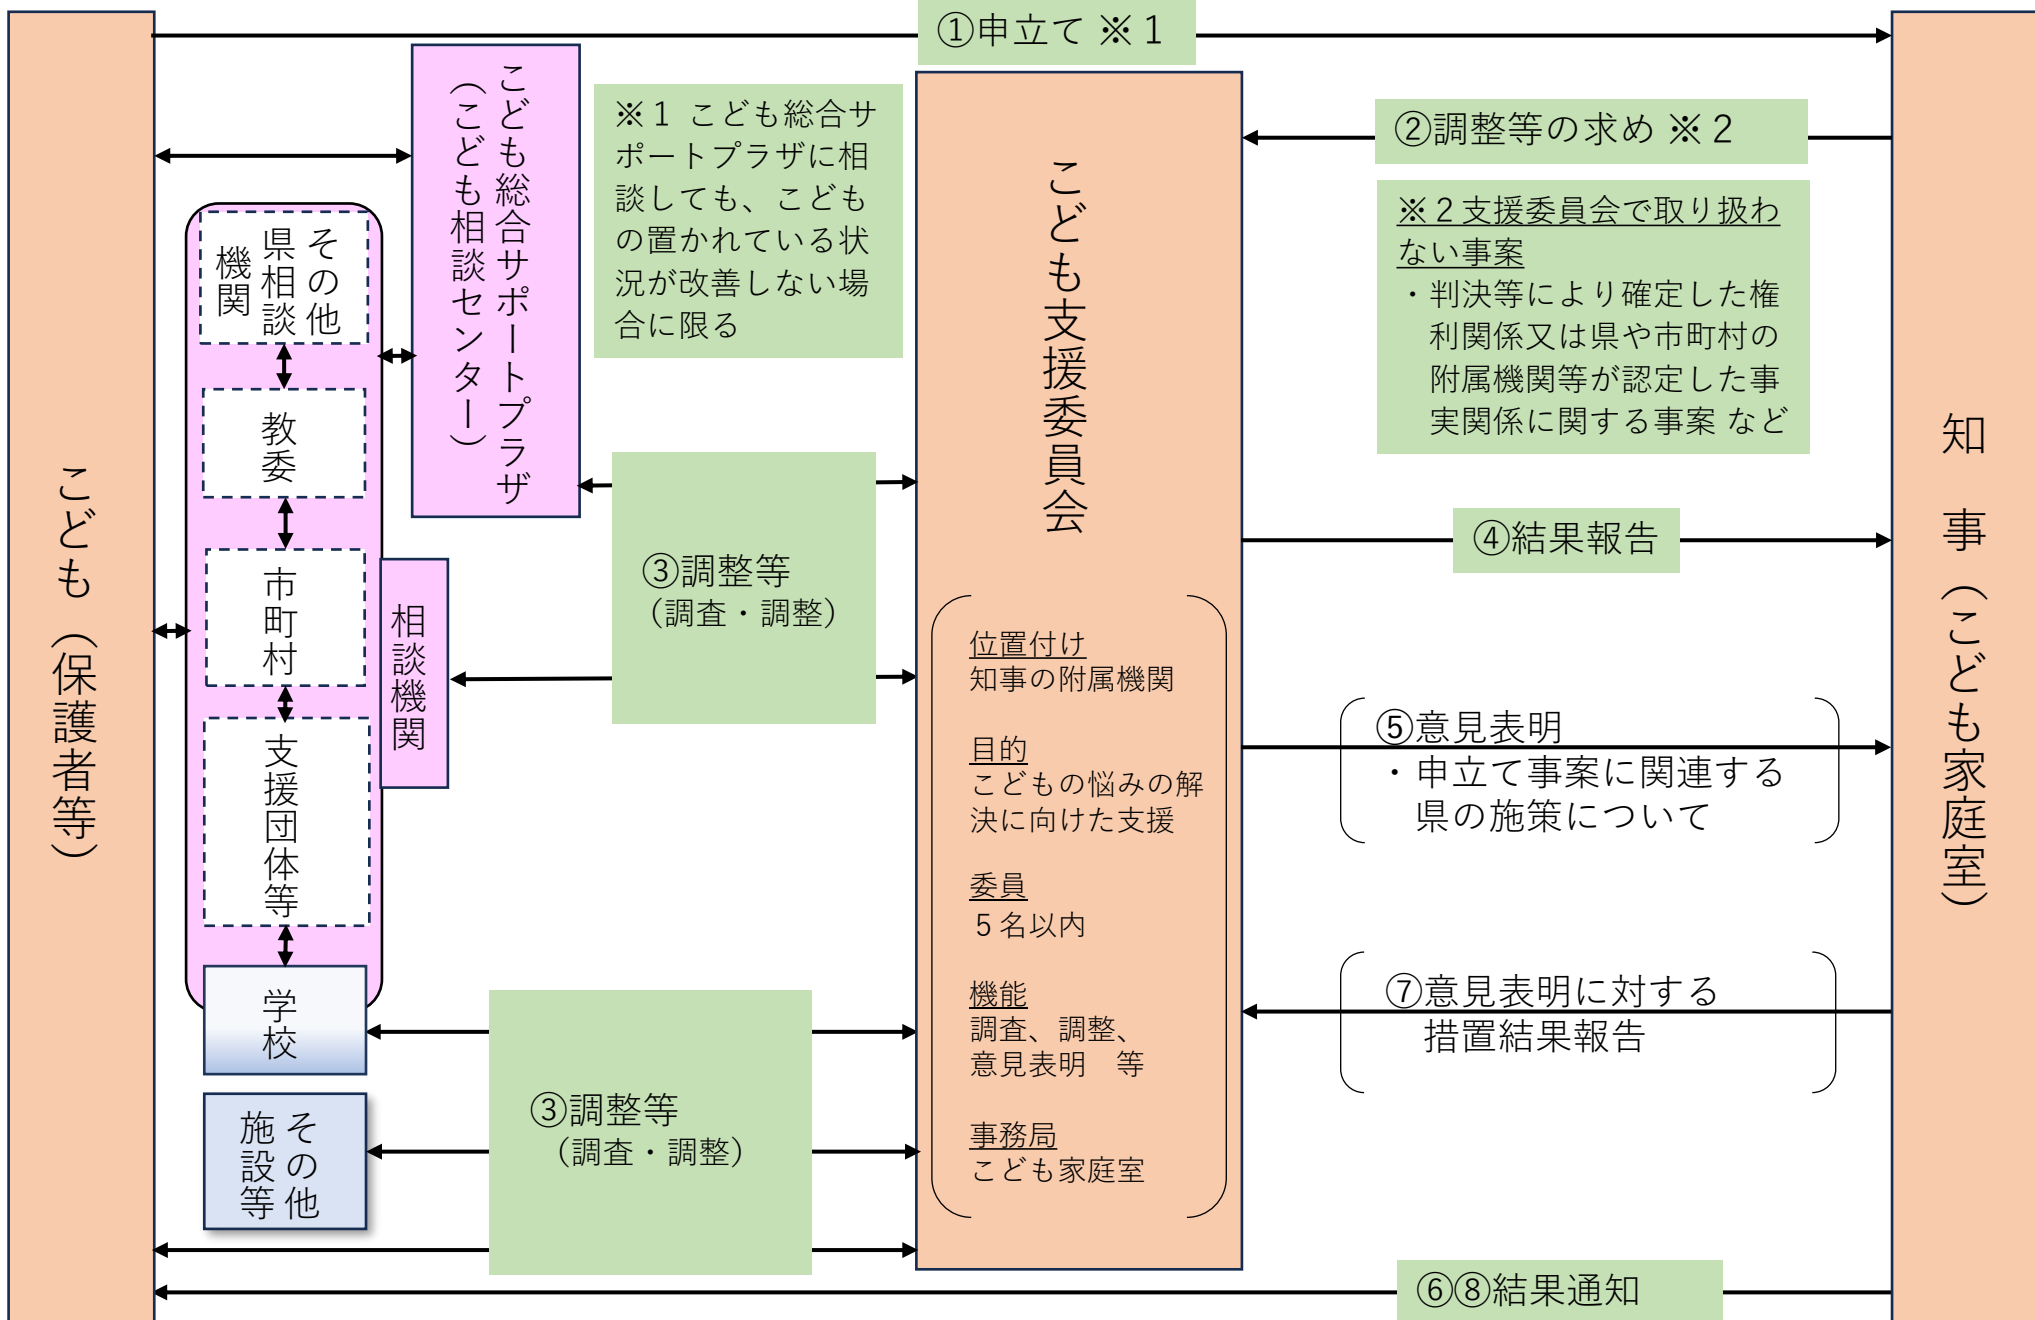 こども（保護者等）
①申立て ※１
こども総合サポートプラザ
（こども相談センター）
その他
県相談
機関
教委
市町村
支援団体等
学校
その他
施設等
相談機関
※１ こども総合サ
ポートプラザに相
談しても、こども
の置かれている状
況が改善しない場
合に限る
③調整等
（調査・調整）
③調整等
（調査・調整）
こども支援委員会
位置付け
知事の附属機関
目的
こどもの悩みの解
決に向けた支援
委員
５名以内
機能
調査、調整、
意見表明　等
事務局
こども家庭室
②調整等の求め ※２
※２支援委員会で取り扱わ
ない事案
・判決等により確定した権
利関係又は県や市町村の
附属機関等が認定した事
実関係に関する事案 など
④結果報告
⑤意見表明
・申立て事案に関連する
県の施策について
⑦意見表明に対する
措置結果報告
⑥⑧結果通知
知　事（こども家庭室）